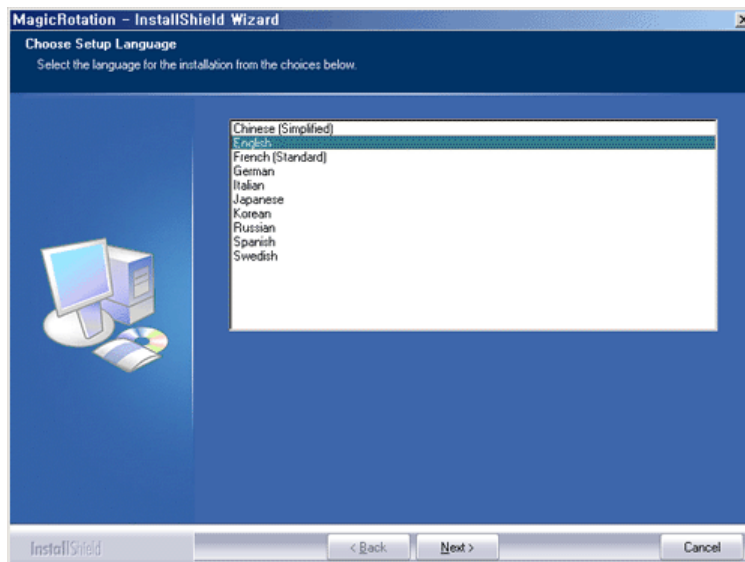 MagicRotation - InstallShield Wizard
Choose Setup Language
Select the language for the installation from the choices below.
Chinese (Simplified)
English
French (Standard)
German
Italian
Japanese
Korean
Russian
Spanish
Swedish
InstallShield
< Back
Next >
Cancel